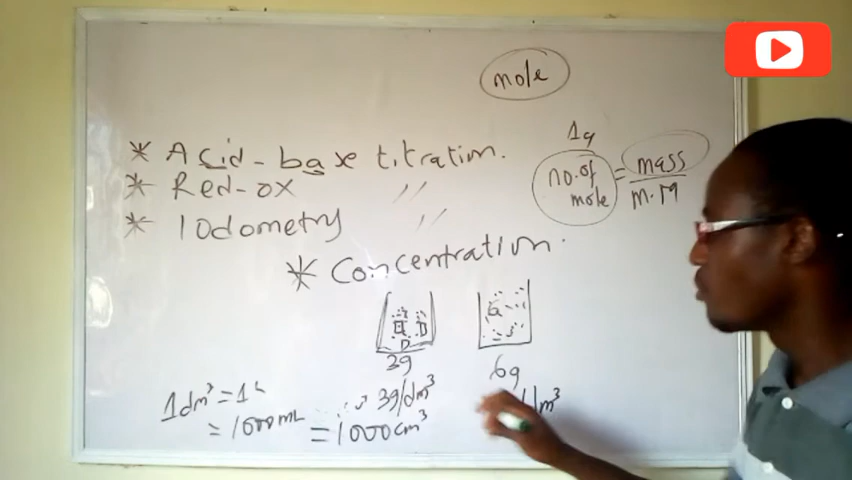 mole
* Acid-base titration.
* Red-ox "
* Iodometry "
* Concentration.
1g
no. of mole = mass / m.M
3g
6g
3g/dm³
/dm³
1dm³ = 1L
= 1000mL = 1000cm³